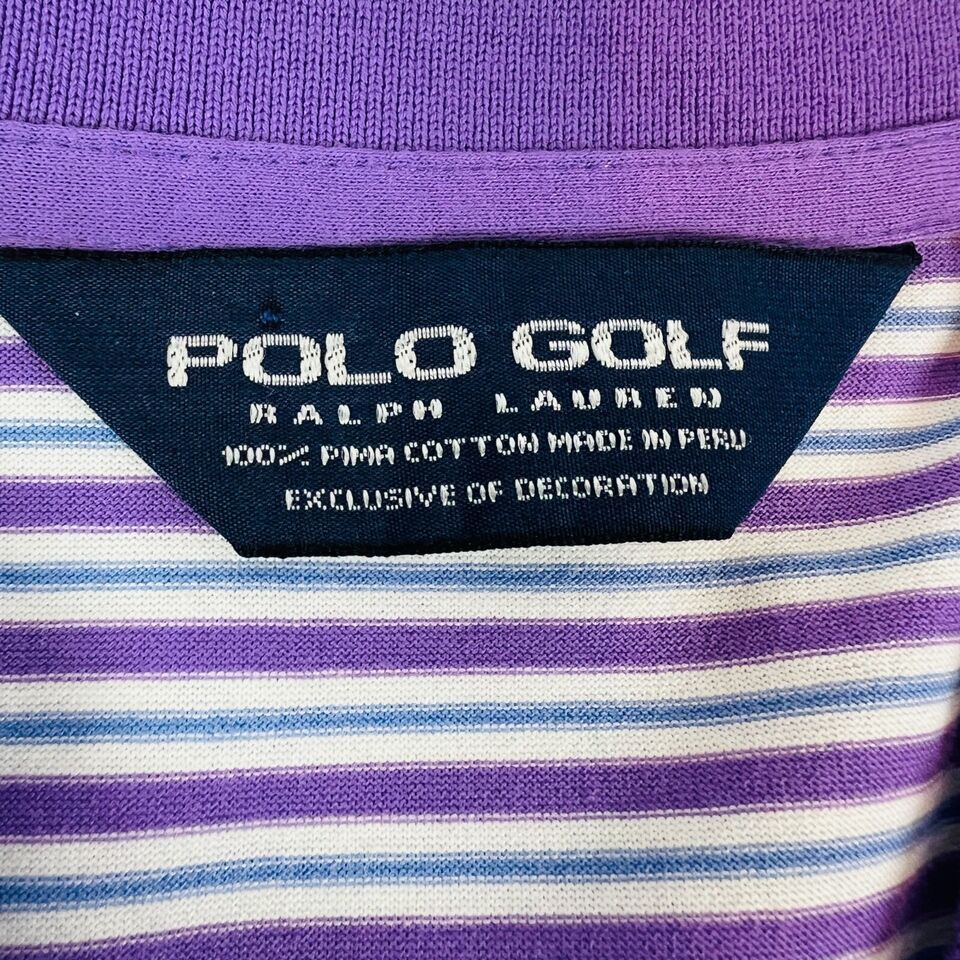 POLO GOLF
RALPH LAUREN
100% PIMA COTTON MADE IN PERU
EXCLUSIVE OF DECORATION